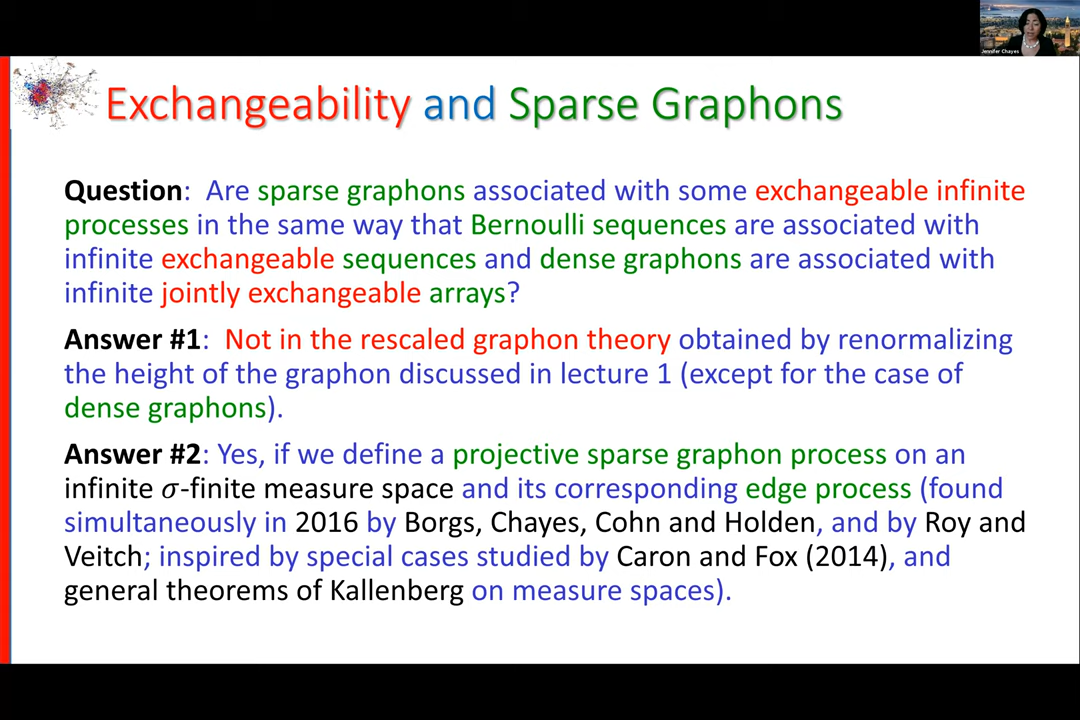 Jennifer Chayes
Exchangeability and Sparse Graphons
Question: Are sparse graphons associated with some exchangeable infinite
processes in the same way that Bernoulli sequences are associated with
infinite exchangeable sequences and dense graphons are associated with
infinite jointly exchangeable arrays?
Answer #1: Not in the rescaled graphon theory obtained by renormalizing
the height of the graphon discussed in lecture 1 (except for the case of
dense graphons).
Answer #2: Yes, if we define a projective sparse graphon process on an
infinite 𝜎-finite measure space and its corresponding edge process (found
simultaneously in 2016 by Borgs, Chayes, Cohn and Holden, and by Roy and
Veitch; inspired by special cases studied by Caron and Fox (2014), and
general theorems of Kallenberg on measure spaces).